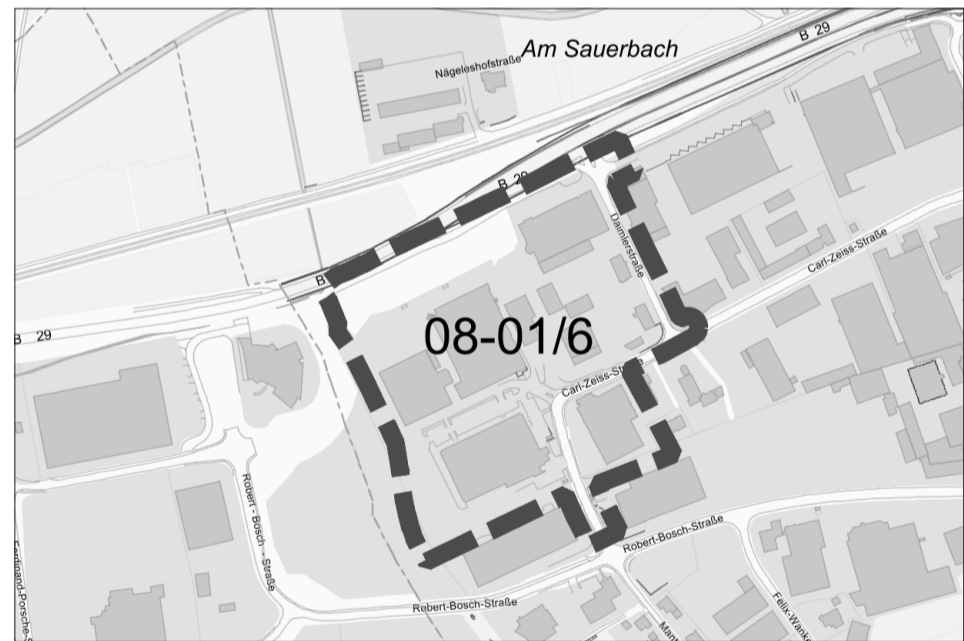 B 29
Am Sauerbach
Nägeleshofstraße
B 29
Daimlerstraße
Carl-Zeiss-Straße
B
B 29
08-01/6
Carl-Zeiss-Straße
Robert - Bosch - Straße
Robert-Bosch-Straße
Robert-Bosch-Straße